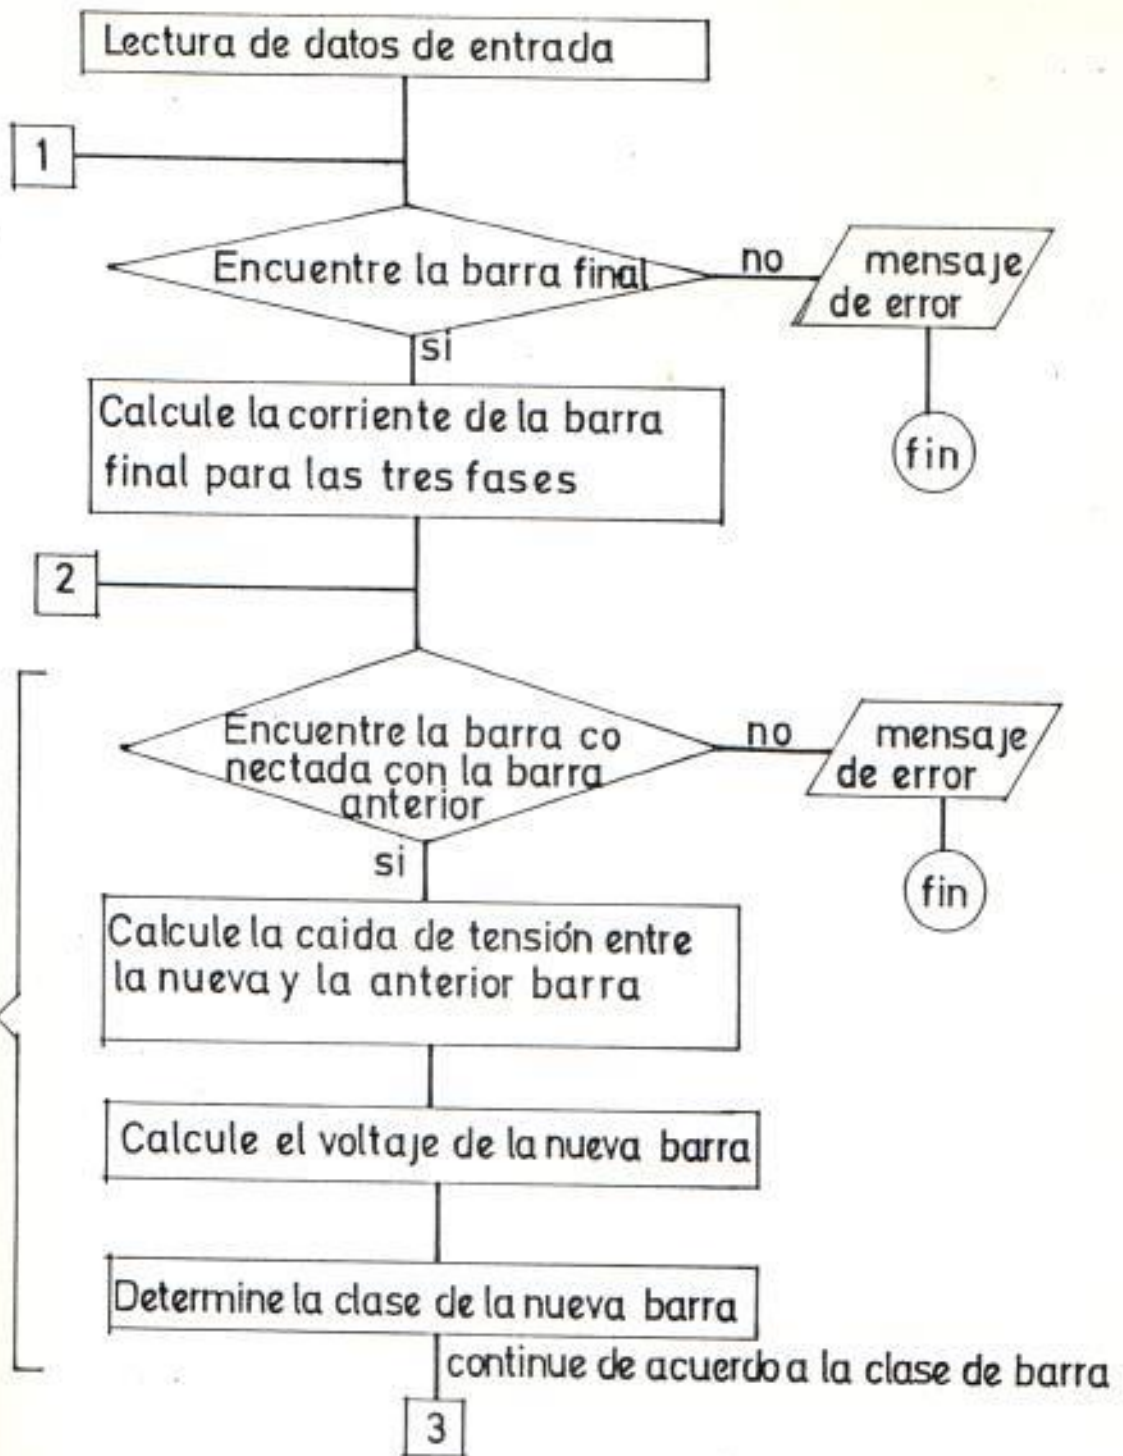 Lectura de datos de entrada
1
Encuentre la barra final
no
mensaje
de error
fin
si
Calcule la corriente de la barra
final para las tres fases
2
Encuentre la barra co
nectada con la barra
anterior
no
mensaje
de error
fin
si
Calcule la caida de tensión entre
la nueva y la anterior barra
Calcule el voltaje de la nueva barra
Determine la clase de la nueva barra
continue de acuerdo a la clase de barra
3